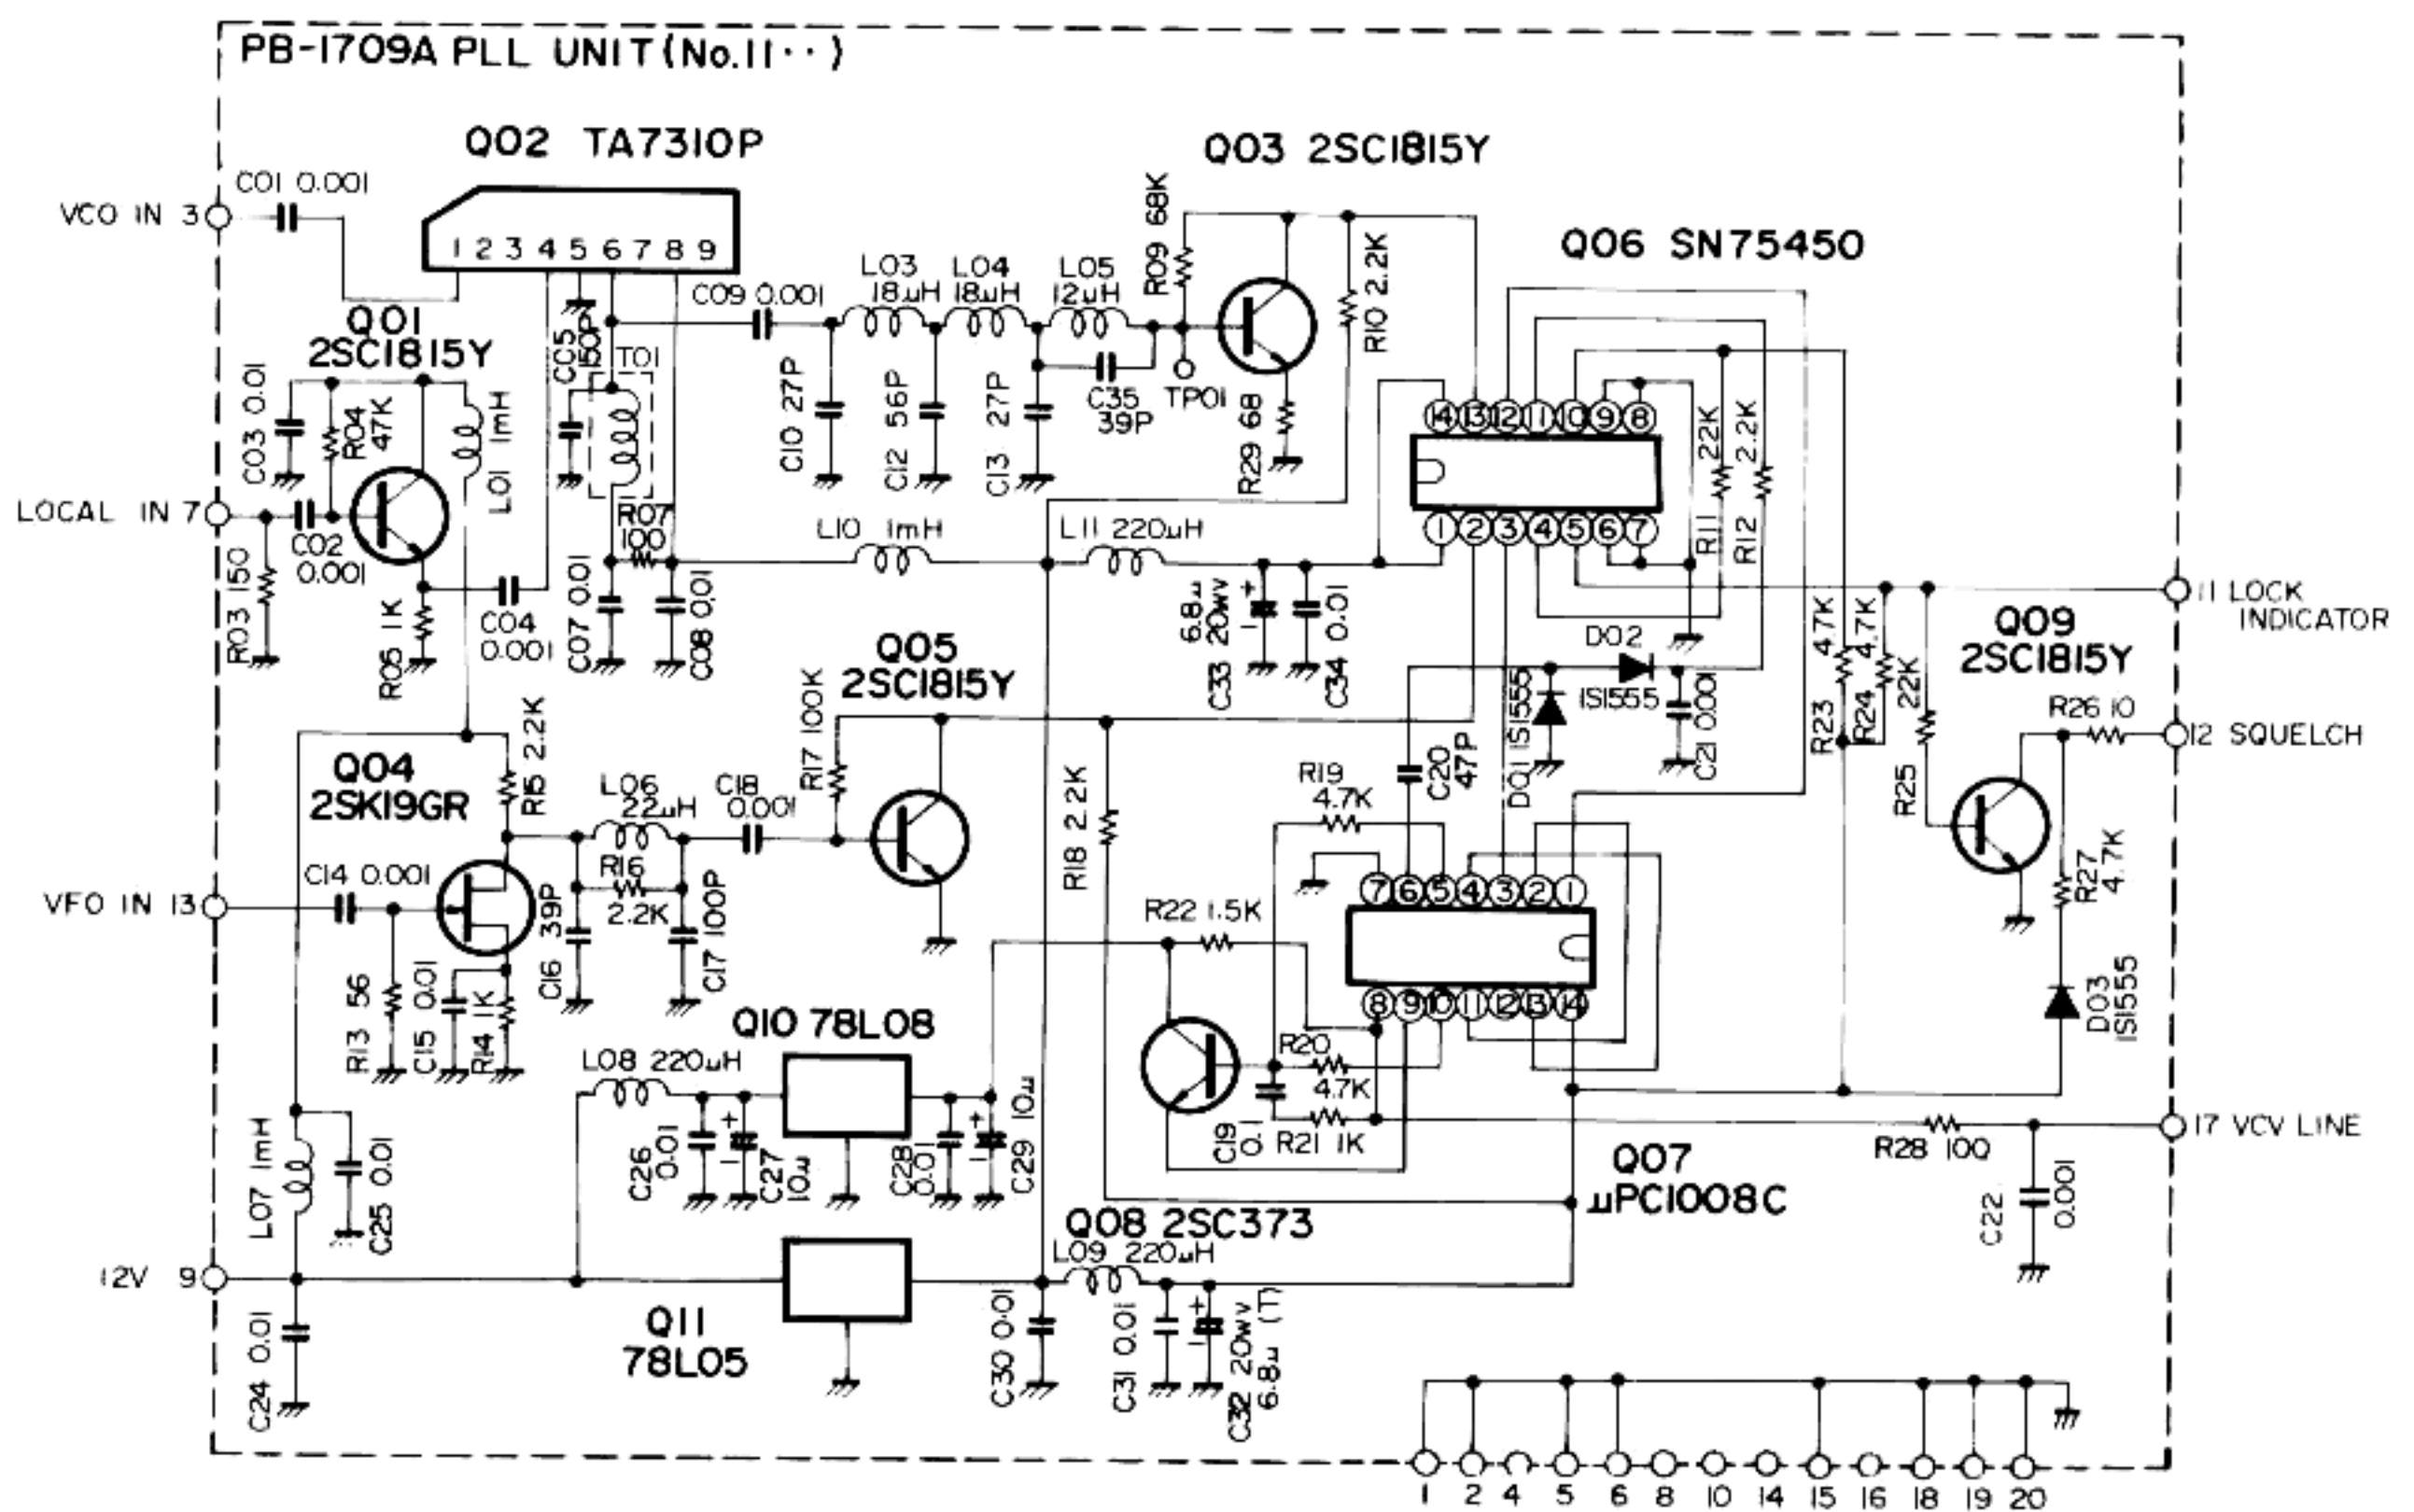 PB-1709A PLL UNIT (No.11··)
Q02 TA7310P
Q03 2SC1815Y
Q06 SN75450
C01 0.001
VCO IN 3
1 2 3 4 5 6 7 8 9
R09 68K
R10 2.2K
L03
18μH
L04
18μH
L05
12μH
C09 0.001
Q01
2SC1815Y
150P
T01
C03 0.01
R04
47K
L01 1mH
C10 27P
C12 56P
C13 27P
C35
39P
TP01
R29 68
14 13 12 11 10 9 8
R11 22K
R12 2.2K
LOCAL IN 7
C02
0.001
R07
100
L10 1mH
L11 220μH
1 2 3 4 5 6 7
R03 150
1K
C04
0.001
C07 0.01
C08 0.01
6.8μ 20wv
C33
C34 0.01
11 LOCK
INDICATOR
D02
1S1555
Q09
2SC1815Y
Q05
2SC1815Y
R17 100K
R23 4.7K
R24 4.7K
R25 22K
R26 10
12 SQUELCH
D01 1S1555
C21 0.001
C20
47P
Q04
2SK19GR
R15 2.2K
L06
22μH
C18
0.001
R18 2.2K
R19
4.7K
R16
2.2K
C14 0.001
VFO IN 13
R13 56
C15 0.01
R14 1K
C16 39P
C17 100P
R22 1.5K
7 6 5 4 3 2 1
8 9 10 11 12 13 14
R27
4.7K
D03
1S1555
Q10 78L08
L08 220μH
R20
4.7K
C19
0.1
R21 1K
R28 100
17 VCV LINE
Q07
μPC1008C
L07 1mH
C25 0.01
C26
0.01
C27
10μ
C28
0.01
C29 10μ
C22
0.001
Q08 2SC373
L09 220μH
12V 9
C24 0.01
Q11
78L05
C30 0.01
C31 0.01
C32 20wv
6.8μ (T)
1 2 4 5 6 8 10 14 15 16 18 19 20